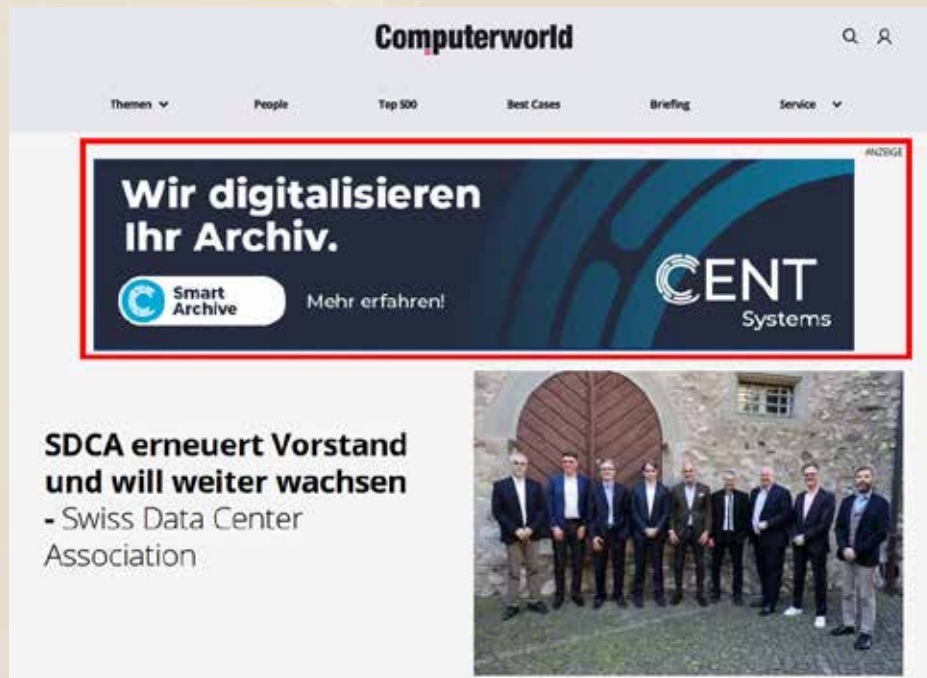 Computerworld
Themen People Top 500 Best Cases Briefing Service
ANZEIGE
Wir digitalisieren
Ihr Archiv.
Smart
Archive
Mehr erfahren!
CENT
Systems
SDCA erneuert Vorstand
und will weiter wachsen
- Swiss Data Center
Association